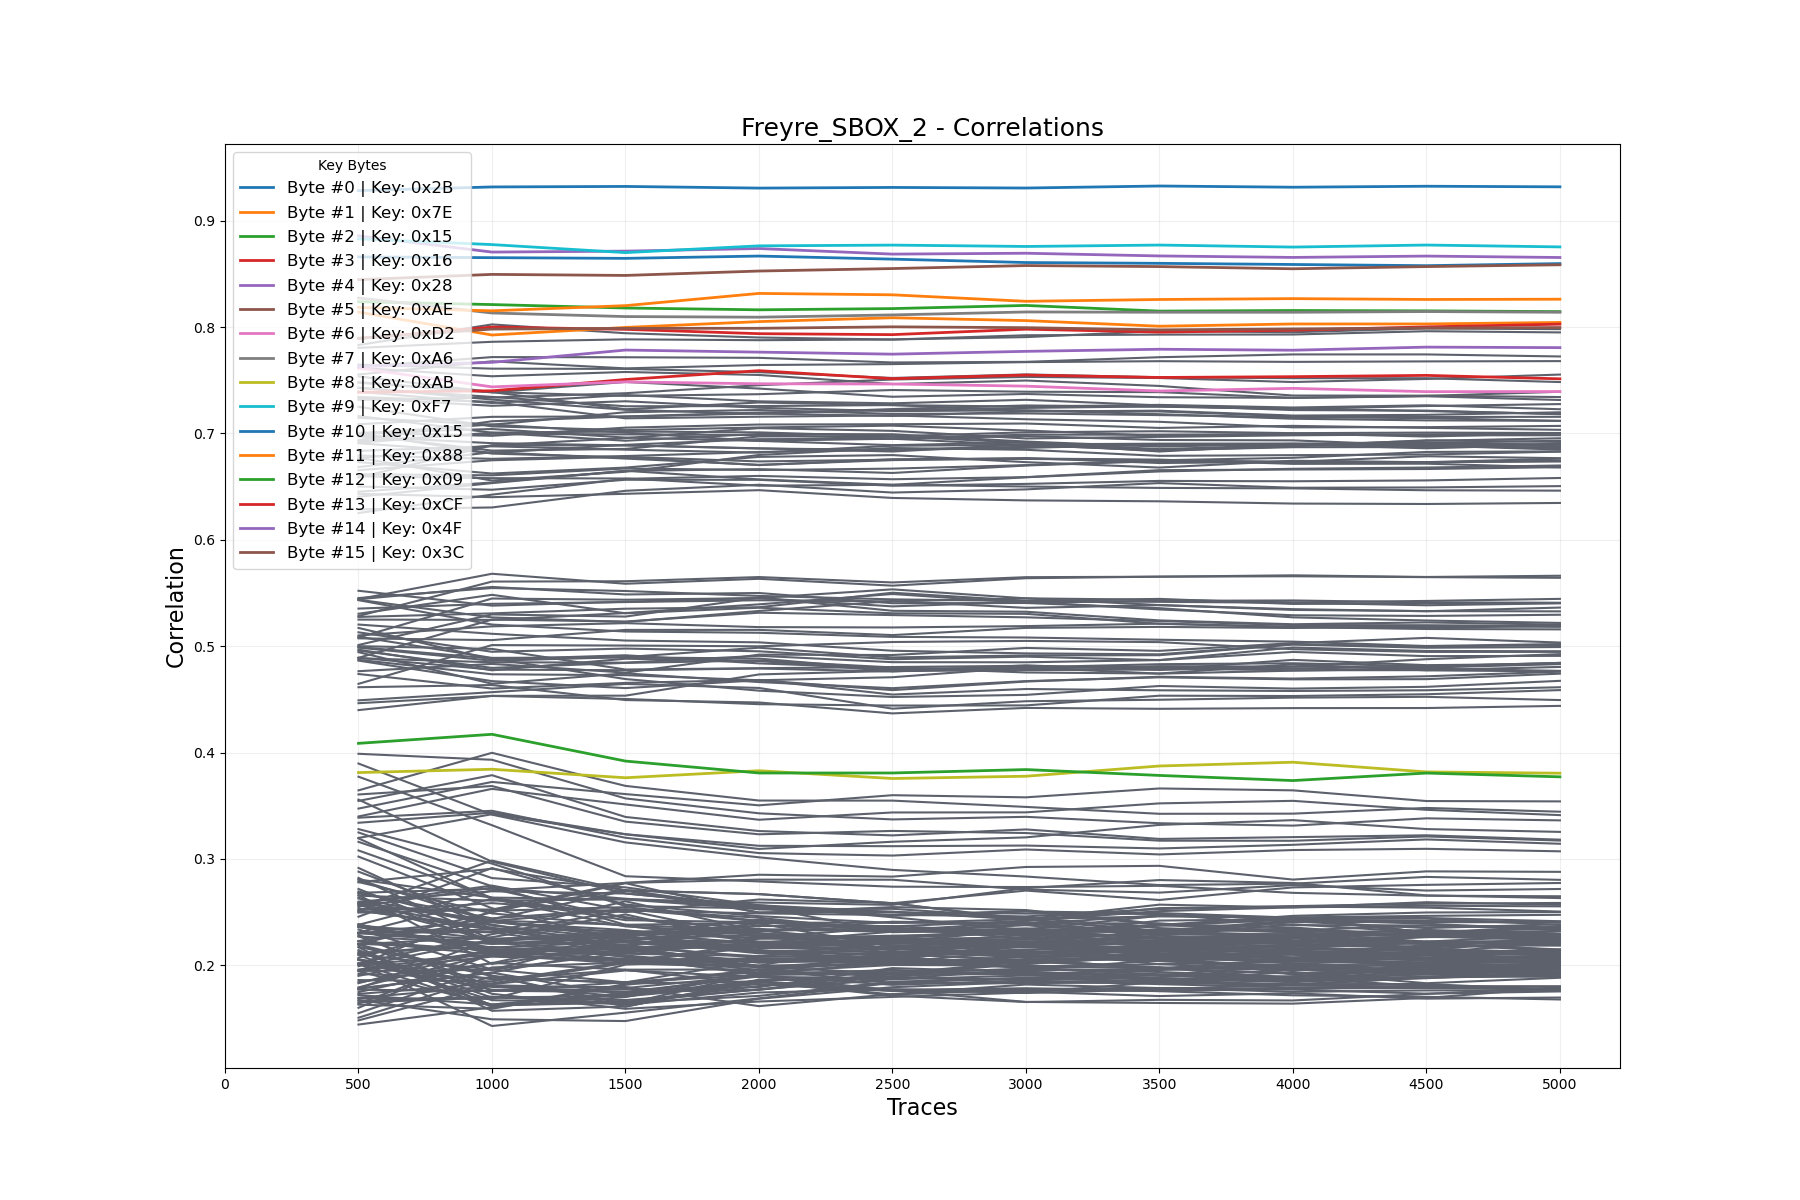 Freyre_SBOX_2 - Correlations
Key Bytes
Byte #0 | Key: 0x2B
Byte #1 | Key: 0x7E
Byte #2 | Key: 0x15
Byte #3 | Key: 0x16
Byte #4 | Key: 0x28
Byte #5 | Key: 0xAE
Byte #6 | Key: 0xD2
Byte #7 | Key: 0xA6
Byte #8 | Key: 0xAB
Byte #9 | Key: 0xF7
Byte #10 | Key: 0x15
Byte #11 | Key: 0x88
Byte #12 | Key: 0x09
Byte #13 | Key: 0xCF
Byte #14 | Key: 0x4F
Byte #15 | Key: 0x3C
0.9
0.8
0.7
0.6
0.5
0.4
0.3
0.2
Correlation
0 500 1000 1500 2000 2500 3000 3500 4000 4500 5000
Traces